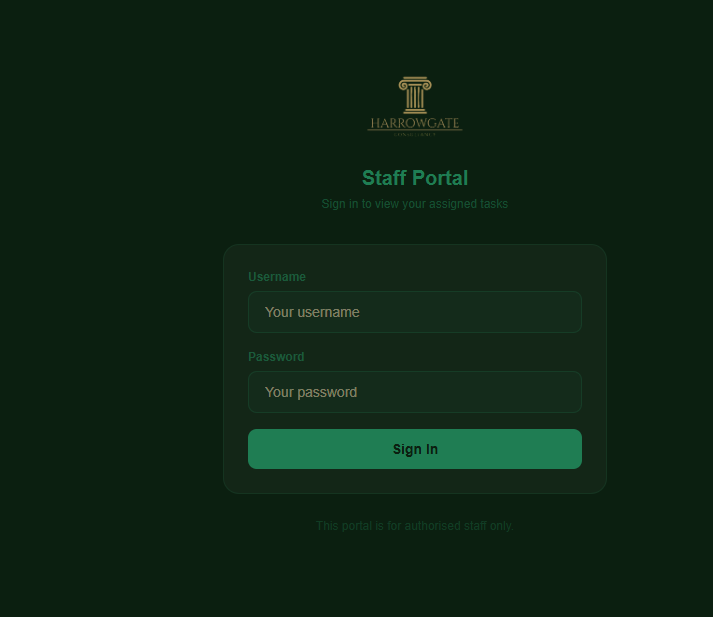 HARROWGATE
Staff Portal
Sign in to view your assigned tasks
Username
Your username
Password
Your password
Sign In
This portal is for authorised staff only.